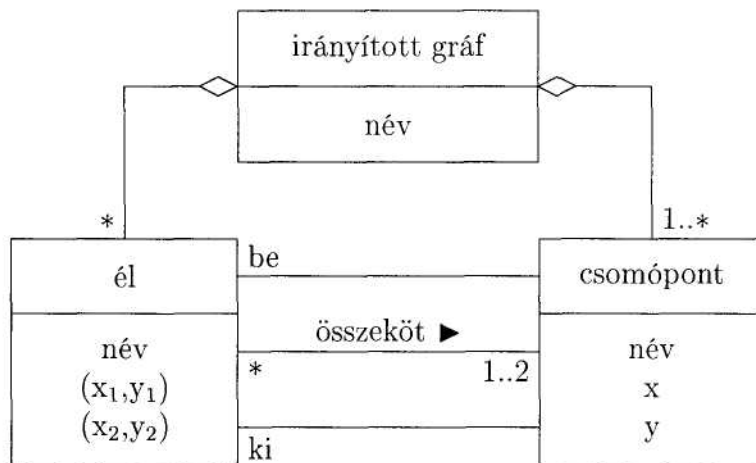 irányított gráf
név
*
1..*
él
be
csomópont
összeköt ►
név
*
1..2
név
(x₁,y₁)
x
(x₂,y₂)
y
ki